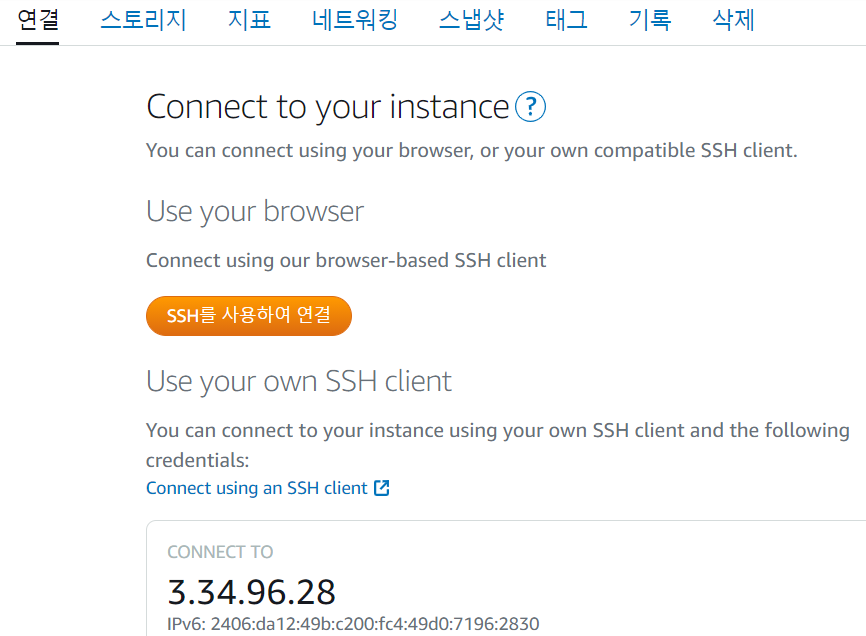 연결 스토리지 지표 네트워킹 스냅샷 태그 기록 삭제
Connect to your instance ?
You can connect using your browser, or your own compatible SSH client.
Use your browser
Connect using our browser-based SSH client
SSH를 사용하여 연결
Use your own SSH client
You can connect to your instance using your own SSH client and the following
credentials:
Connect using an SSH client
CONNECT TO
3.34.96.28
IPv6: 2406:da12:49b:c200:fc4:49d0:7196:2830